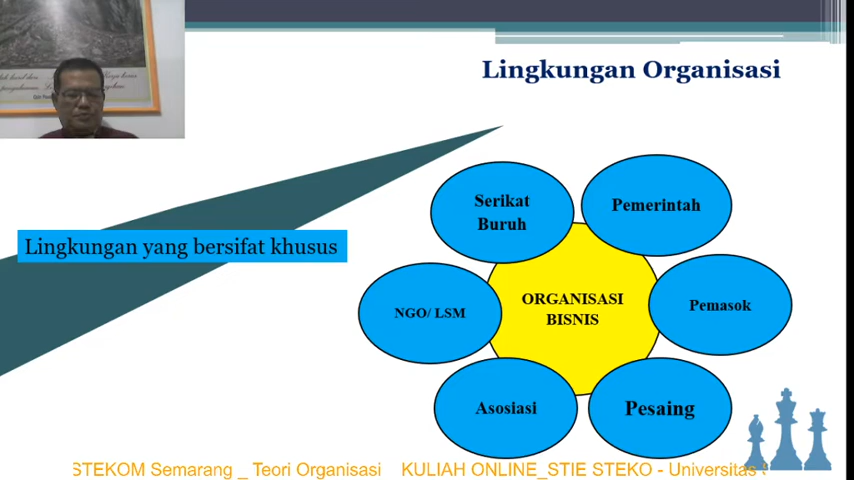 Lingkungan Organisasi
Lingkungan yang bersifat khusus
Serikat
Buruh
Pemerintah
NGO/ LSM
ORGANISASI
BISNIS
Pemasok
Asosiasi
Pesaing
STEKOM Semarang _ Teori Organisasi KULIAH ONLINE_STIE STEKO - Universitas